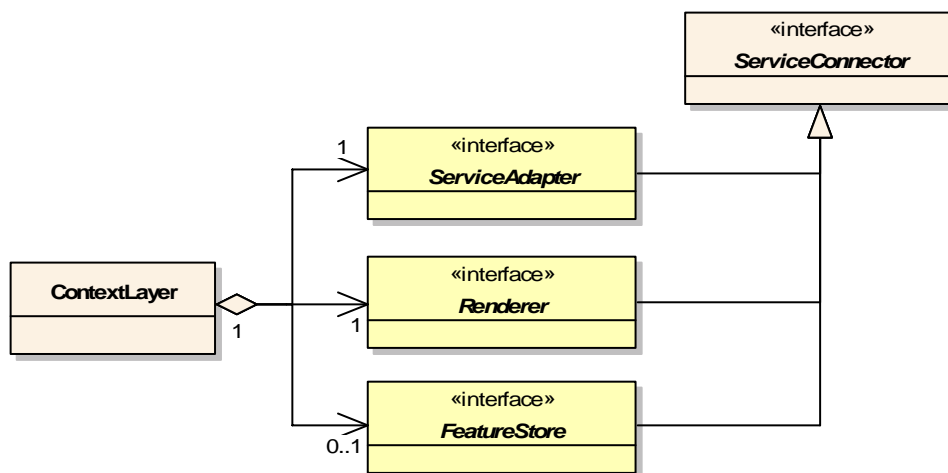 «interface»
ServiceConnector
1
«interface»
ServiceAdapter
ContextLayer
1
«interface»
Renderer
1
«interface»
FeatureStore
0..1